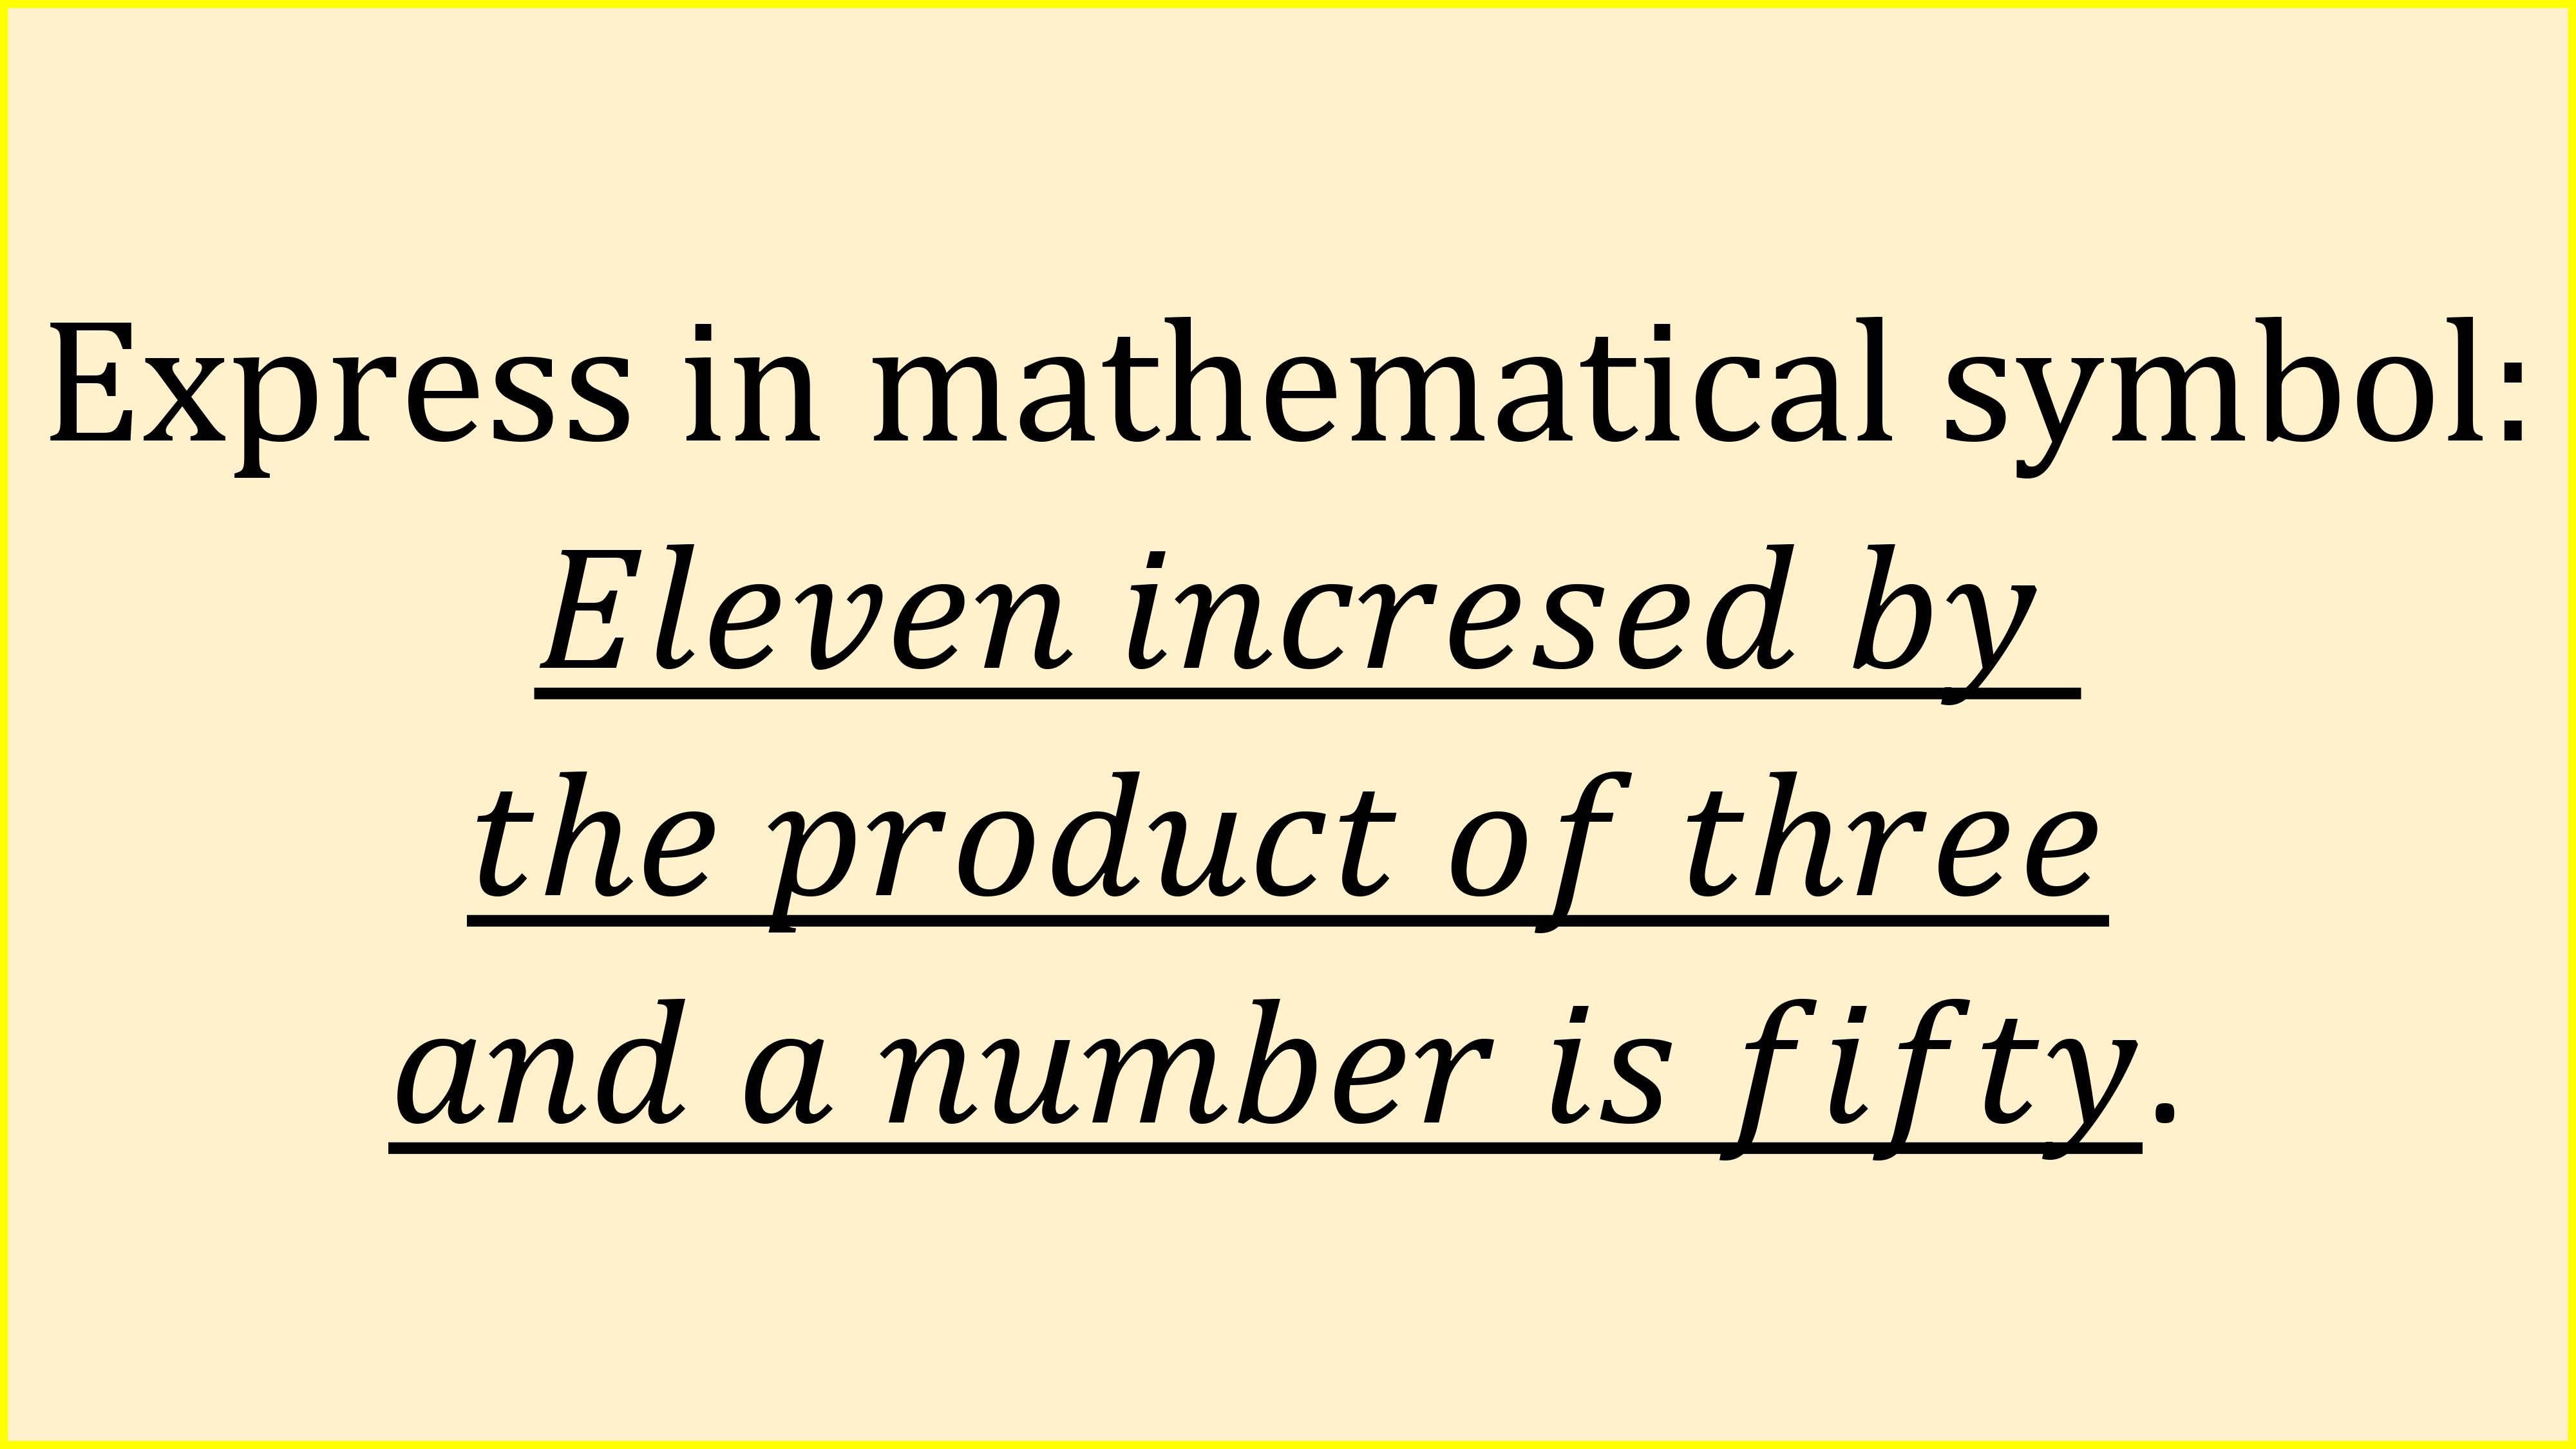 Express in mathematical symbol:
Eleven incresed by
the product of three
and a number is fifty.